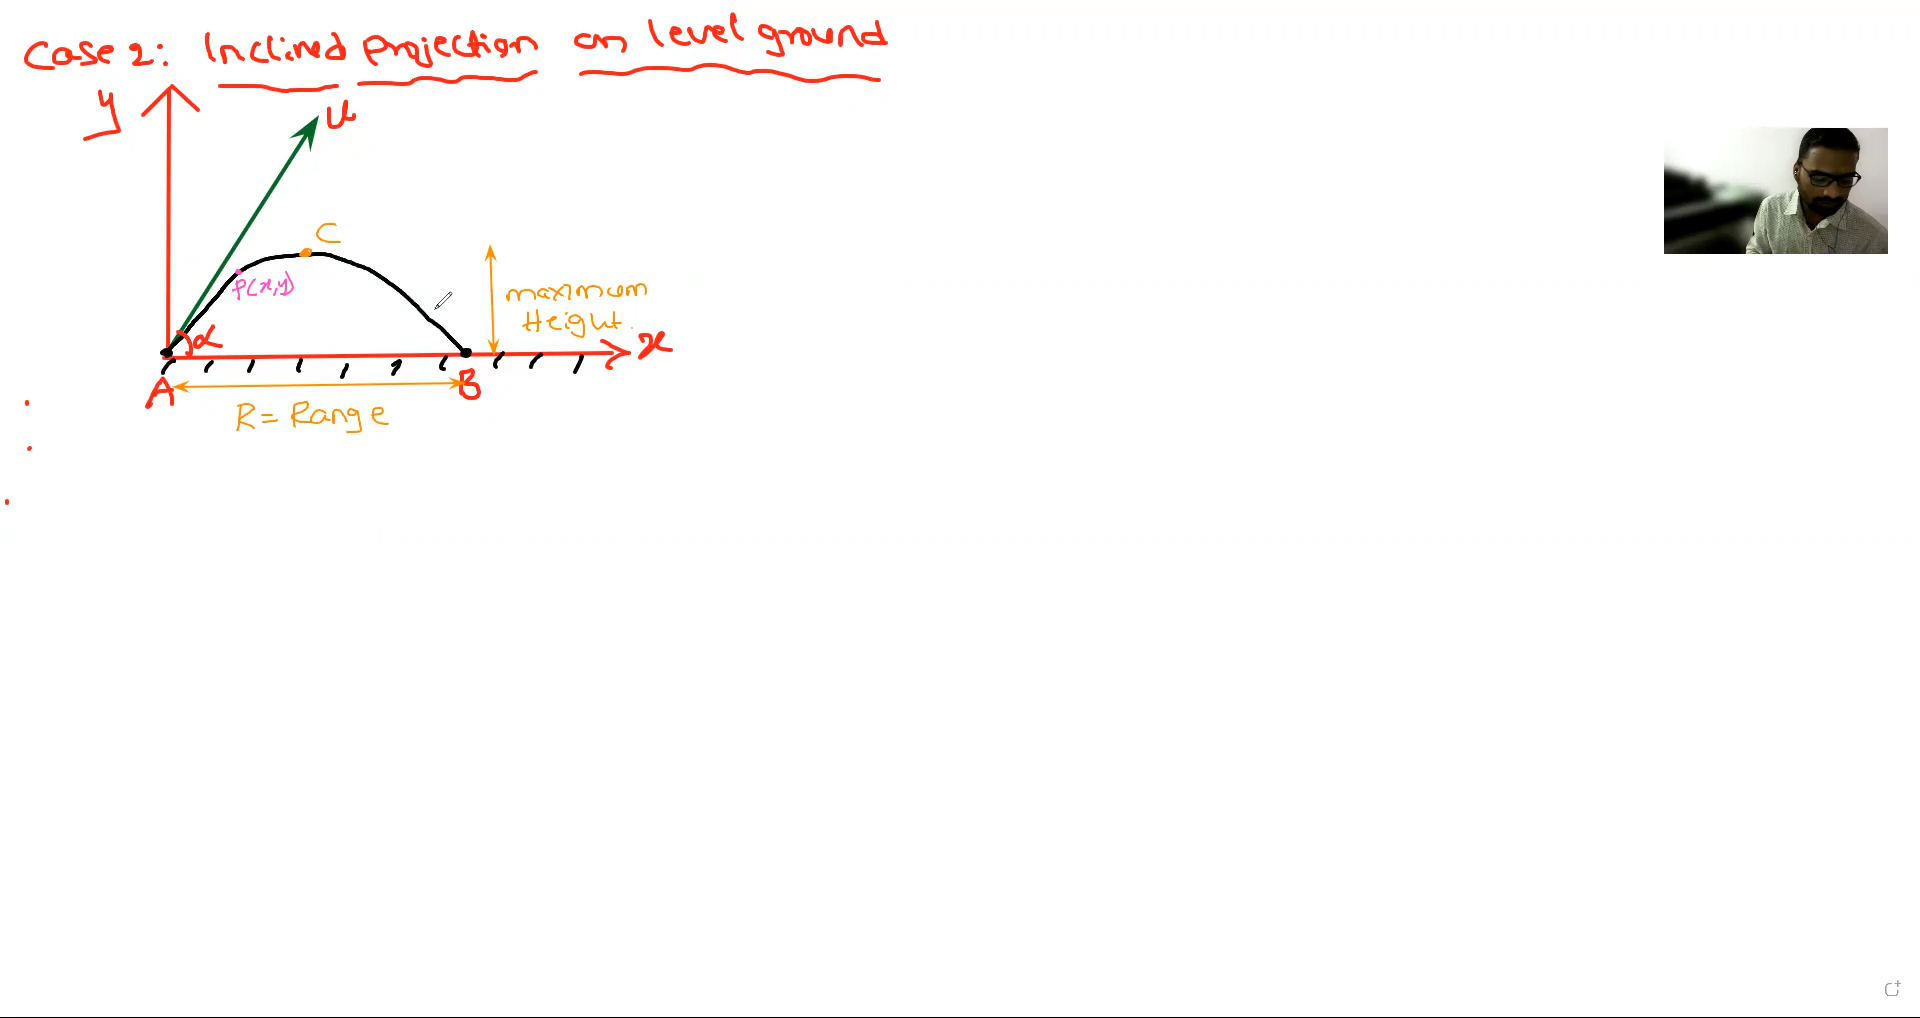 Case 2: Inclined projection on level ground
y
u
C
P(x,y)
maximum
Height.
α
x
A
B
R = Range